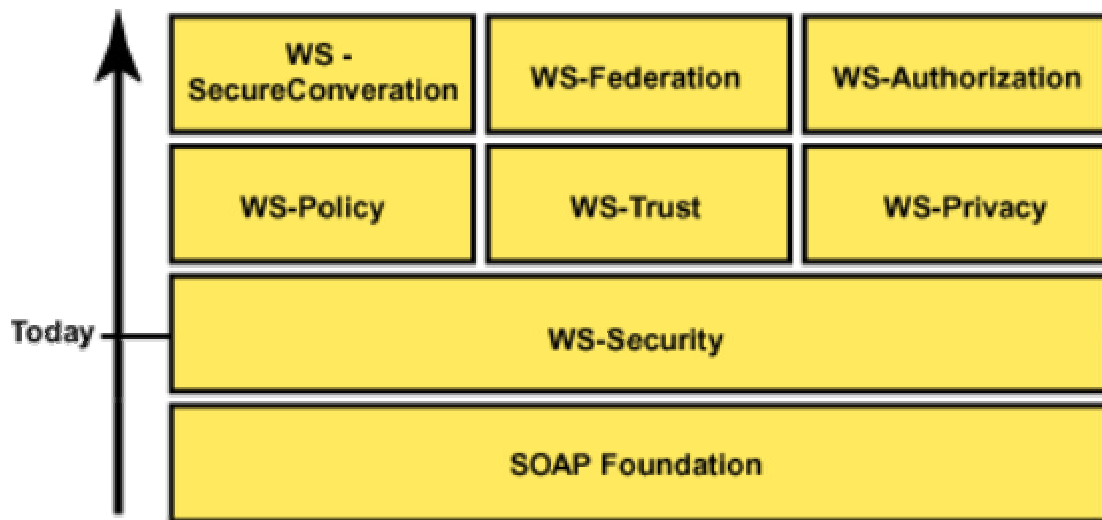 WS -
SecureConveration
WS-Federation
WS-Authorization
WS-Policy
WS-Trust
WS-Privacy
Today
WS-Security
SOAP Foundation